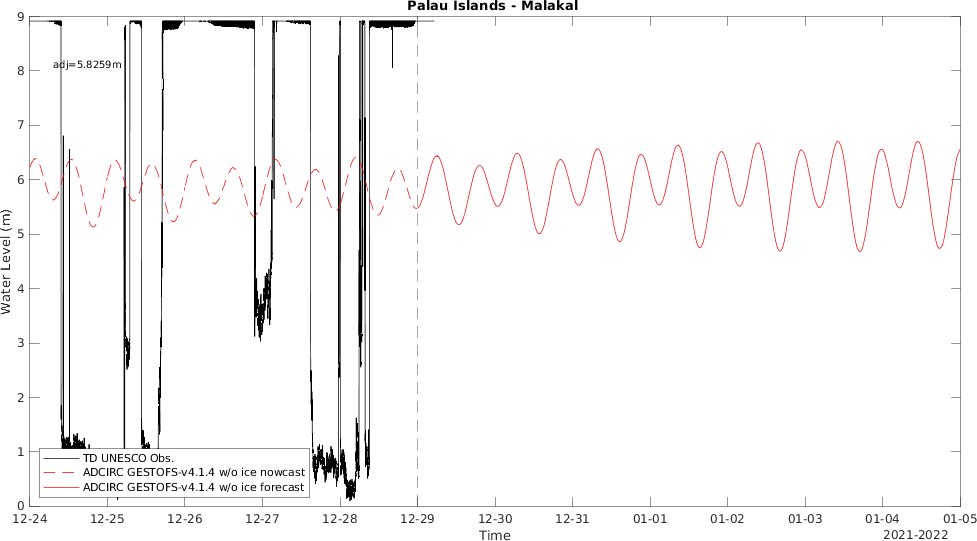 Palau Islands - Malakal
9
8
7
6
5
4
3
2
1
0
Water Level (m)
adj=5.8259m
TD UNESCO Obs.
ADCIRC GESTOFS-v4.1.4 w/o ice nowcast
ADCIRC GESTOFS-v4.1.4 w/o ice forecast
12-24 12-25 12-26 12-27 12-28 12-29 12-30 12-31 01-01 01-02 01-03 01-04 01-05
Time
2021-2022